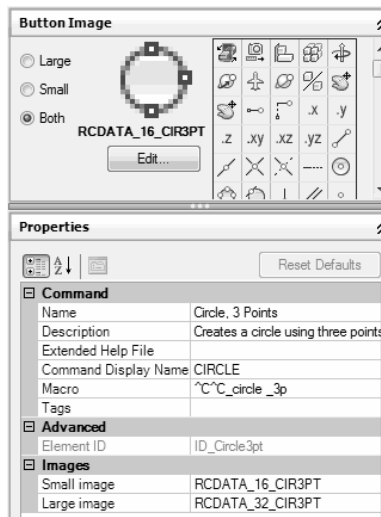 Button Image
Large
Small
Both
RCDATA_16_CIR3PT
Edit...
.x .y
.z .xy .xz .yz
Properties
Reset Defaults
Command
Name Circle, 3 Points
Description Creates a circle using three points
Extended Help File
Command Display Name CIRCLE
Macro ^C^C_circle _3p
Tags
Advanced
Element ID ID_Circle3pt
Images
Small image RCDATA_16_CIR3PT
Large image RCDATA_32_CIR3PT